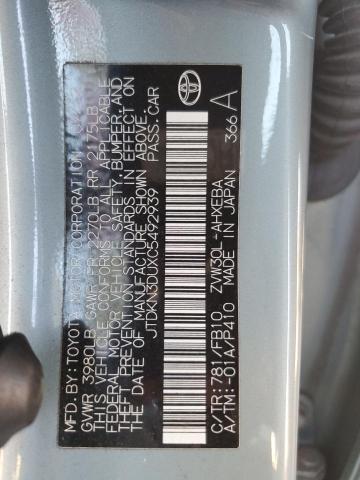 MFD.BY:TOYOTA MOTOR CORPORATION
GVWR 3980LB GAWR FR 2270LB RR 2175LB
THIS VEHICLE CONFORMS TO ALL APPLICABLE
FEDERAL MOTOR VEHICLE SAFETY, BUMPER, AND
THEFT PREVENTION STANDARDS IN EFFECT ON
THE DATE OF MANUFACTURE SHOWN ABOVE.
JTDKN3DUXC5492939 PASS.CAR
C/TR:781/FB10 ZVW30L-AHXEBA
A/TM:-01A/P410 MADE IN JAPAN
366 A